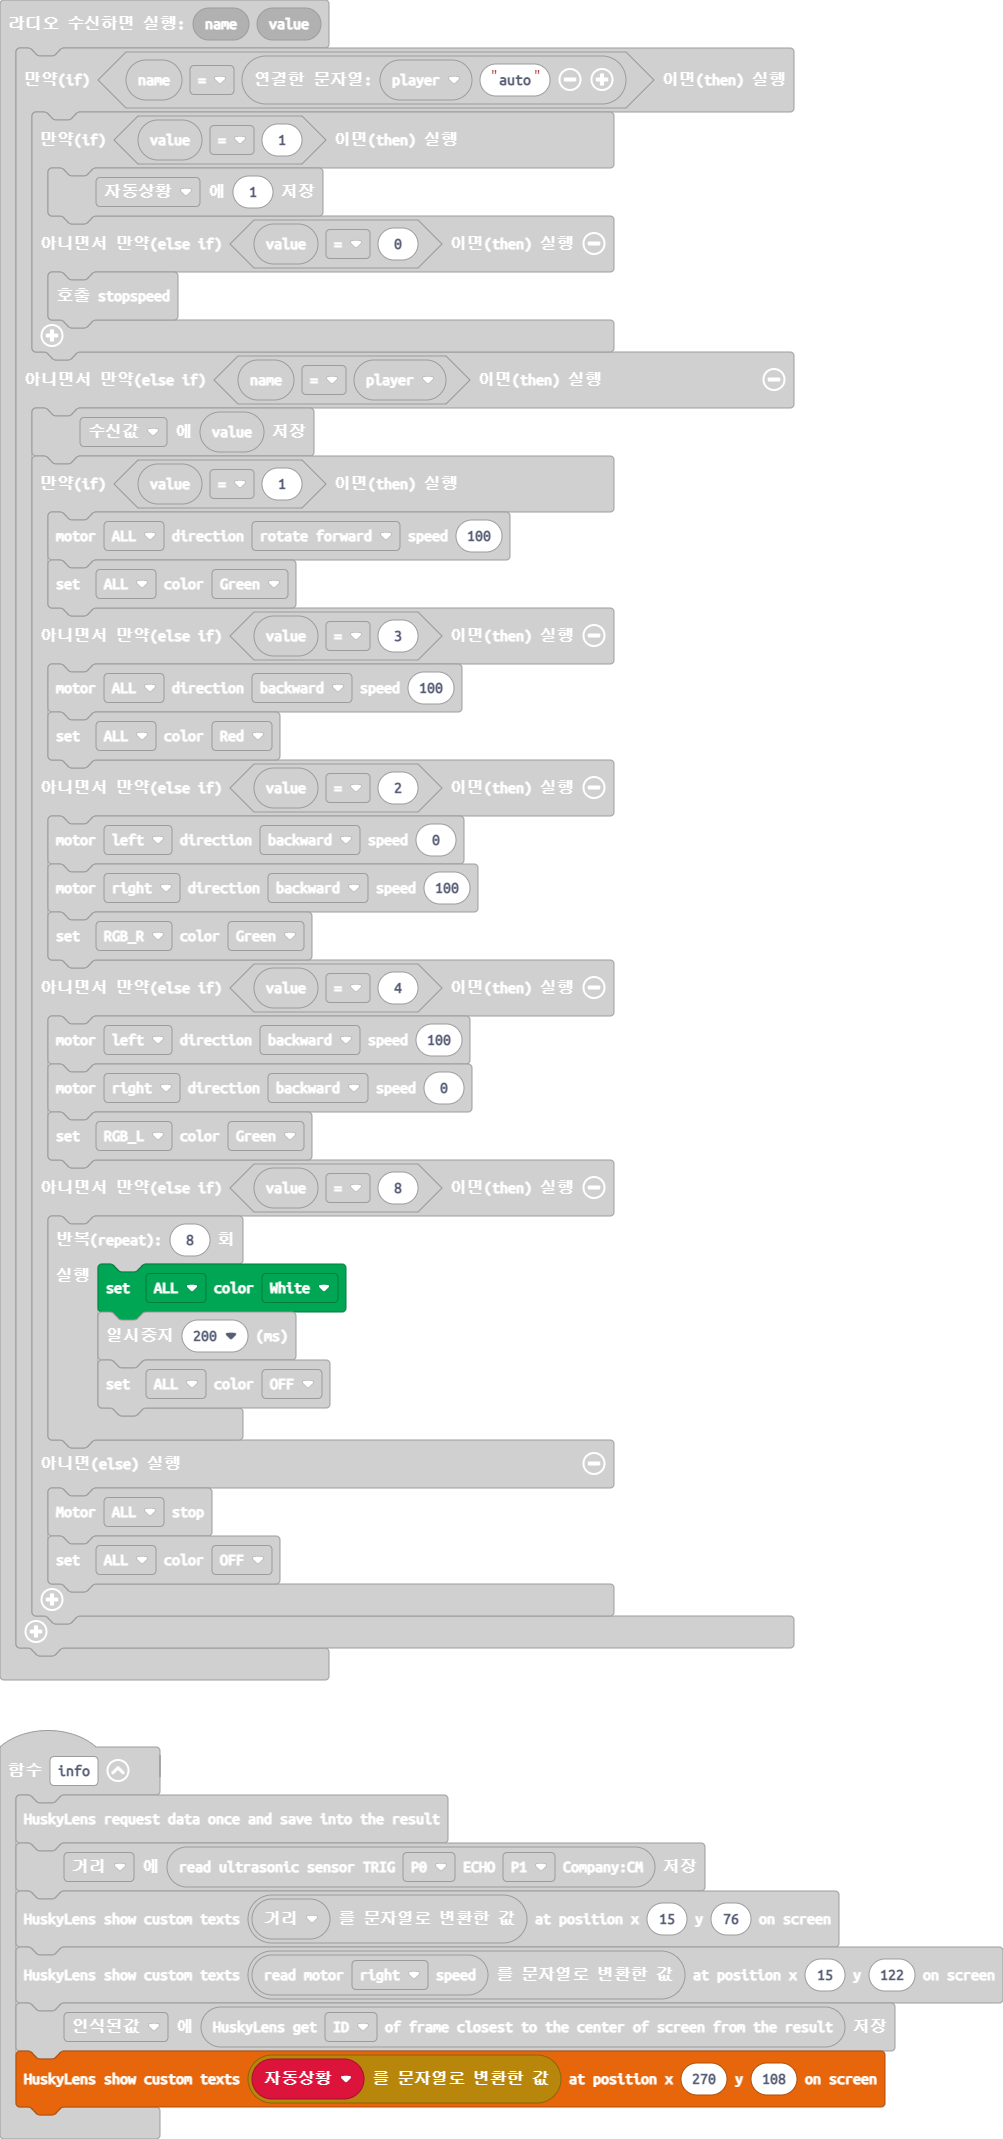 라디오 수신하면 실행: name value
만약(if) name = 연결한 문자열: player "auto" 이면(then) 실행
만약(if) value = 1 이면(then) 실행
자동상황 에 1 저장
아니면서 만약(else if) value = 0 이면(then) 실행
호출 stopspeed
아니면서 만약(else if) name = player 이면(then) 실행
수신값 에 value 저장
만약(if) value = 1 이면(then) 실행
motor ALL direction rotate forward speed 100
set ALL color Green
아니면서 만약(else if) value = 3 이면(then) 실행
motor ALL direction backward speed 100
set ALL color Red
아니면서 만약(else if) value = 2 이면(then) 실행
motor left direction backward speed 0
motor right direction backward speed 100
set RGB_R color Green
아니면서 만약(else if) value = 4 이면(then) 실행
motor left direction backward speed 100
motor right direction backward speed 0
set RGB_L color Green
아니면서 만약(else if) value = 8 이면(then) 실행
반복(repeat): 8 회
실행 set ALL color White
일시중지 200 (ms)
set ALL color OFF
아니면(else) 실행
Motor ALL stop
set ALL color OFF
함수 info
HuskyLens request data once and save into the result
거리 에 read ultrasonic sensor TRIG P0 ECHO P1 Company:CM 저장
HuskyLens show custom texts 거리 를 문자열로 변환한 값 at position x 15 y 76 on screen
HuskyLens show custom texts read motor right speed 를 문자열로 변환한 값 at position x 15 y 122 on screen
인식된값 에 HuskyLens get ID of frame closest to the center of screen from the result 저장
HuskyLens show custom texts 자동상황 를 문자열로 변환한 값 at position x 270 y 108 on screen